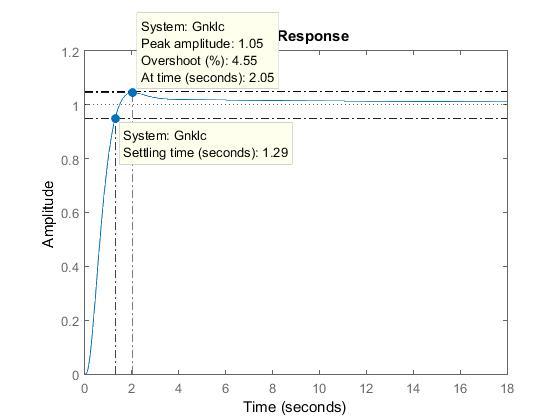 System: Gnklc
Peak amplitude: 1.05
Overshoot (%): 4.55
At time (seconds): 2.05
Response
System: Gnklc
Settling time (seconds): 1.29
Amplitude
1.2
1
0.8
0.6
0.4
0.2
0
0 2 4 6 8 10 12 14 16 18
Time (seconds)